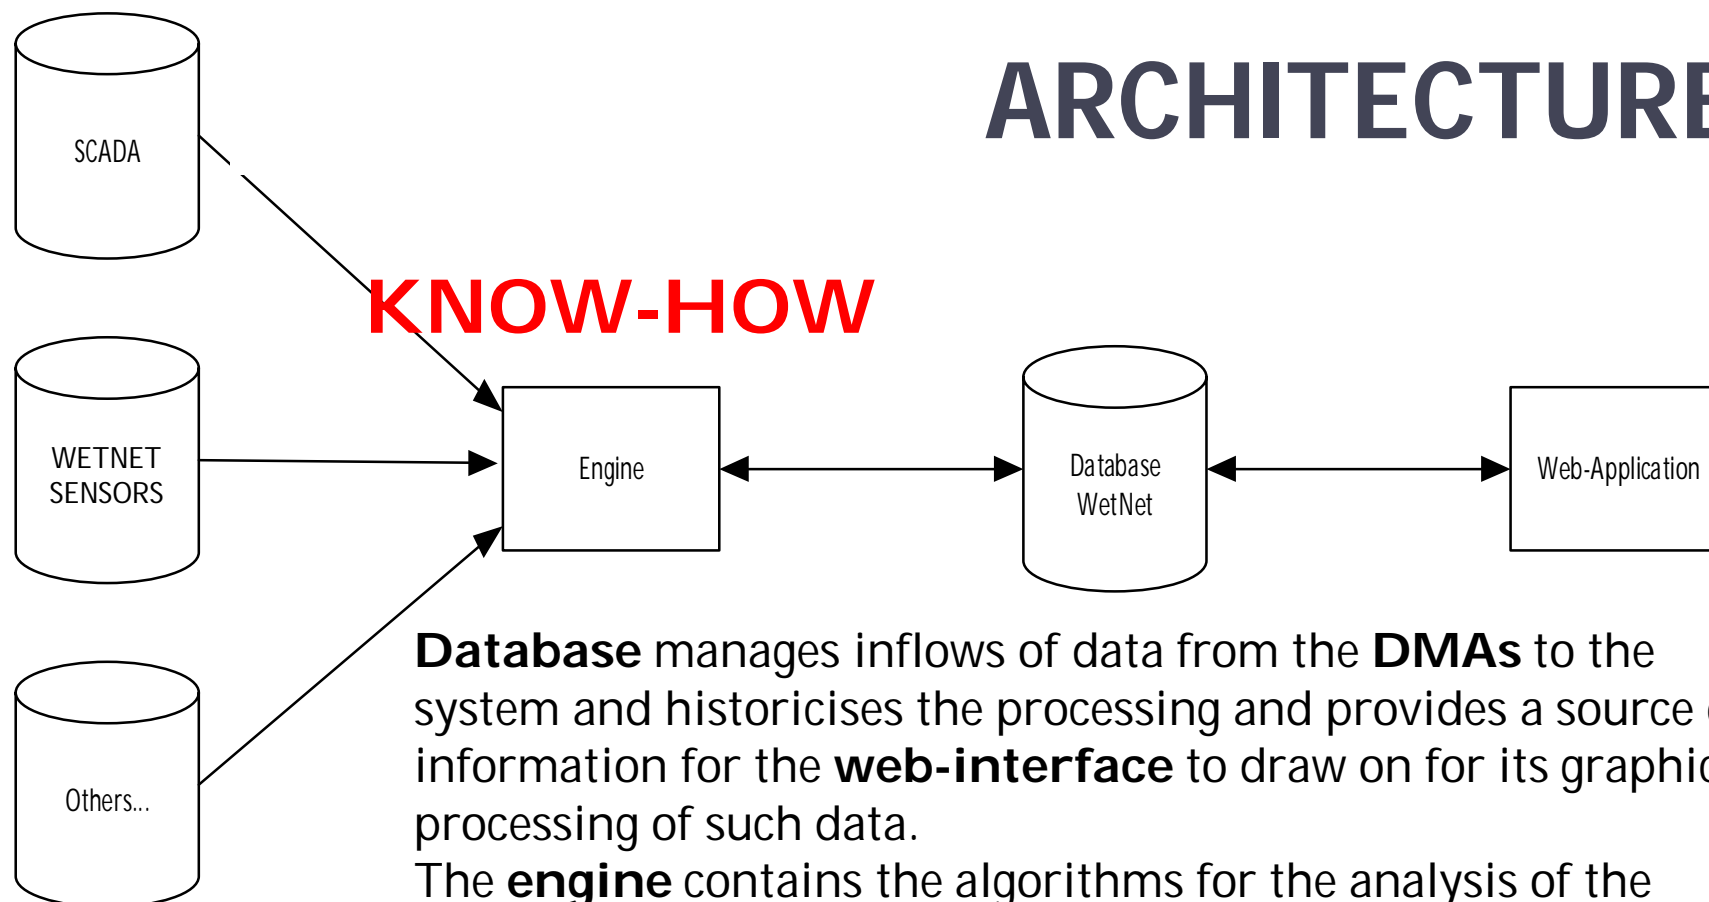 ARCHITECTURE
SCADA
KNOW-HOW
WETNET
SENSORS
Engine
Database
WetNet
Web-Application
Others...
Database manages inflows of data from the DMAs to the
system and historicises the processing and provides a source
information for the web-interface to draw on for its graphic
processing of such data.
The engine contains the algorithms for the analysis of the